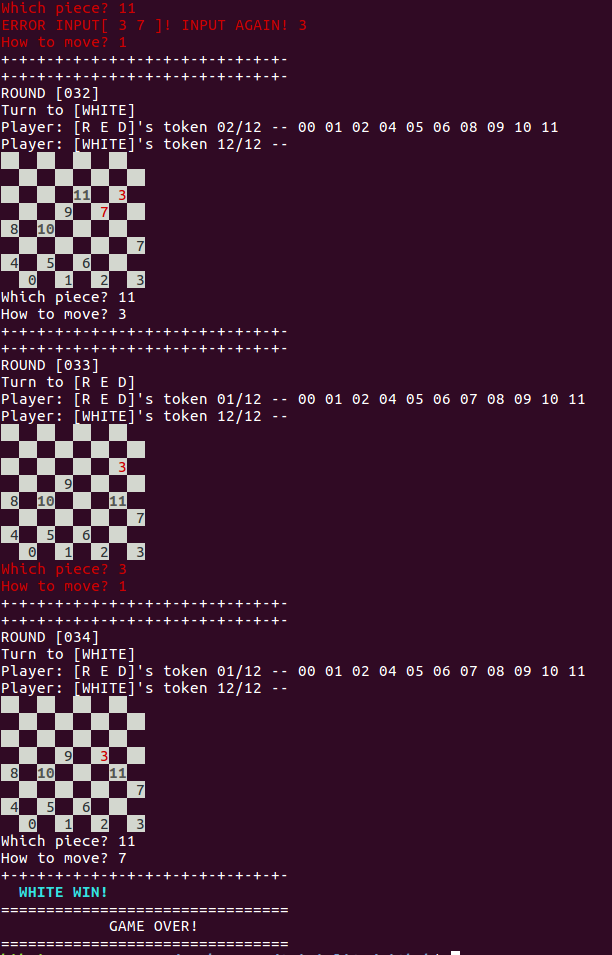 Which piece? 11
ERROR INPUT[ 3 7 ]! INPUT AGAIN! 3
How to move? 1
+-+-+-+-+-+-+-+-+-+-+-+-+-+-+-+-
+-+-+-+-+-+-+-+-+-+-+-+-+-+-+-+-
ROUND [032]
Turn to [WHITE]
Player: [R E D]'s token 02/12 -- 00 01 02 04 05 06 08 09 10 11
Player: [WHITE]'s token 12/12 --
11 3
9 7
8 10
7
4 5 6
0 1 2 3
Which piece? 11
How to move? 3
+-+-+-+-+-+-+-+-+-+-+-+-+-+-+-+-
+-+-+-+-+-+-+-+-+-+-+-+-+-+-+-+-
ROUND [033]
Turn to [R E D]
Player: [R E D]'s token 01/12 -- 00 01 02 04 05 06 07 08 09 10 11
Player: [WHITE]'s token 12/12 --
3
9
8 10 11
7
4 5 6
0 1 2 3
Which piece? 3
How to move? 1
+-+-+-+-+-+-+-+-+-+-+-+-+-+-+-+-
+-+-+-+-+-+-+-+-+-+-+-+-+-+-+-+-
ROUND [034]
Turn to [WHITE]
Player: [R E D]'s token 01/12 -- 00 01 02 04 05 06 07 08 09 10 11
Player: [WHITE]'s token 12/12 --
9 3
8 10 11
7
4 5 6
0 1 2 3
Which piece? 11
How to move? 7
+-+-+-+-+-+-+-+-+-+-+-+-+-+-+-+-
WHITE WIN!
================================
GAME OVER!
================================